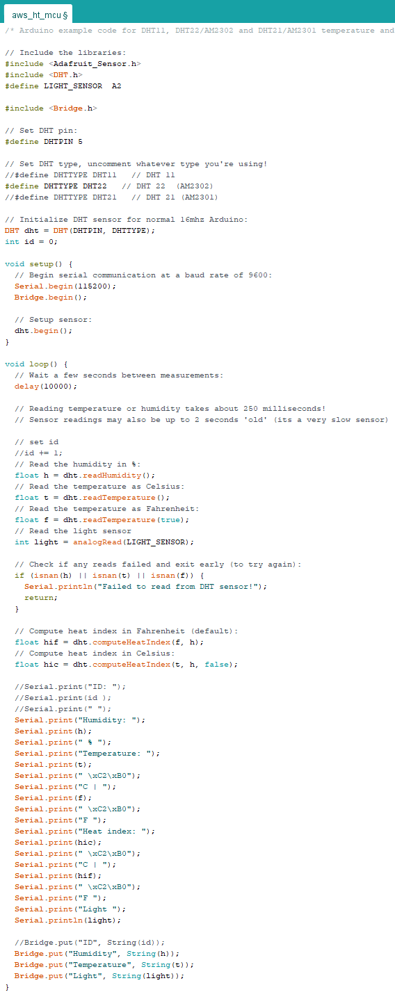 aws_ht_mcu §
/* Arduino example code for DHT11, DHT22/AM2302 and DHT21/AM2301 temperature and
// Include the libraries:
#include <Adafruit_Sensor.h>
#include <DHT.h>
#define LIGHT_SENSOR  A2
#include <Bridge.h>
// Set DHT pin:
#define DHTPIN 5
// Set DHT type, uncomment whatever type you're using!
//#define DHTTYPE DHT11   // DHT 11
#define DHTTYPE DHT22   // DHT 22  (AM2302)
//#define DHTTYPE DHT21   // DHT 21 (AM2301)
// Initialize DHT sensor for normal 16mhz Arduino:
DHT dht = DHT(DHTPIN, DHTTYPE);
int id = 0;
void setup() {
  // Begin serial communication at a baud rate of 9600:
  Serial.begin(115200);
  Bridge.begin();
  // Setup sensor:
  dht.begin();
}
void loop() {
  // Wait a few seconds between measurements:
  delay(10000);
  // Reading temperature or humidity takes about 250 milliseconds!
  // Sensor readings may also be up to 2 seconds 'old' (its a very slow sensor)
  // set id
  //id += 1;
  // Read the humidity in %:
  float h = dht.readHumidity();
  // Read the temperature as Celsius:
  float t = dht.readTemperature();
  // Read the temperature as Fahrenheit:
  float f = dht.readTemperature(true);
  // Read the light sensor
  int light = analogRead(LIGHT_SENSOR);
  // Check if any reads failed and exit early (to try again):
  if (isnan(h) || isnan(t) || isnan(f)) {
    Serial.println("Failed to read from DHT sensor!");
    return;
  }
  // Compute heat index in Fahrenheit (default):
  float hif = dht.computeHeatIndex(f, h);
  // Compute heat index in Celsius:
  float hic = dht.computeHeatIndex(t, h, false);
  //Serial.print("ID: ");
  //Serial.print(id );
  //Serial.print(" ");
  Serial.print("Humidity: ");
  Serial.print(h);
  Serial.print(" % ");
  Serial.print("Temperature: ");
  Serial.print(t);
  Serial.print(" \xC2\xB0");
  Serial.print("C | ");
  Serial.print(f);
  Serial.print(" \xC2\xB0");
  Serial.print("F ");
  Serial.print("Heat index: ");
  Serial.print(hic);
  Serial.print(" \xC2\xB0");
  Serial.print("C | ");
  Serial.print(hif);
  Serial.print(" \xC2\xB0");
  Serial.print("F ");
  Serial.print("Light ");
  Serial.println(light);
  //Bridge.put("ID", String(id));
  Bridge.put("Humidity", String(h));
  Bridge.put("Temperature", String(t));
  Bridge.put("Light", String(light));
}